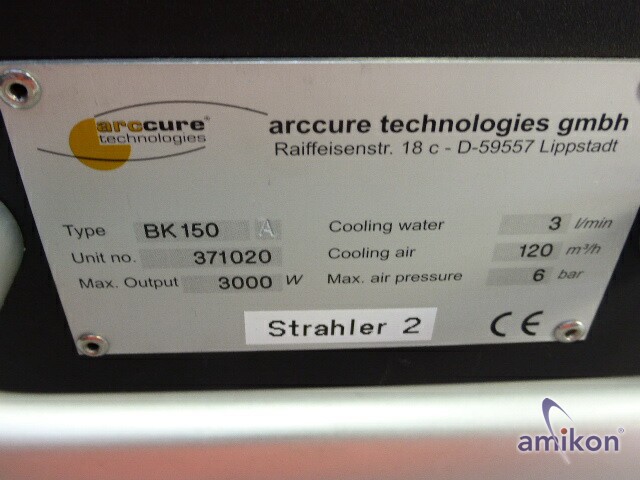 arccure®
technologies
arccure technologies gmbh
Raiffeisenstr. 18 c - D-59557 Lippstadt
Type BK150 A
Unit no. 371020
Max. Output 3000 W
Cooling water 3 l/min
Cooling air 120 m³/h
Max. air pressure 6 bar
Strahler 2
CE
amikon®